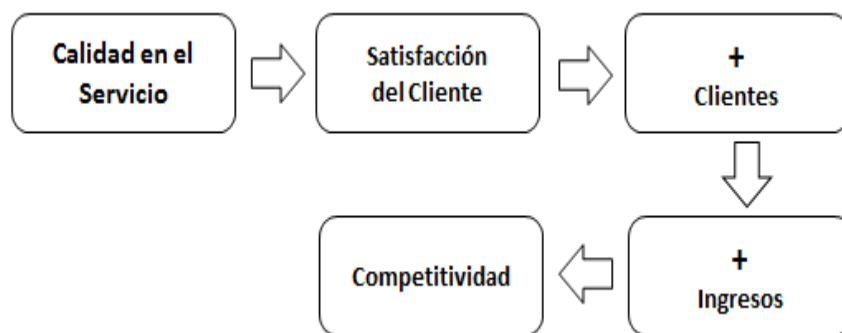 Calidad en el
Servicio
Satisfacción
del Cliente
+
Clientes
+
Ingresos
Competitividad